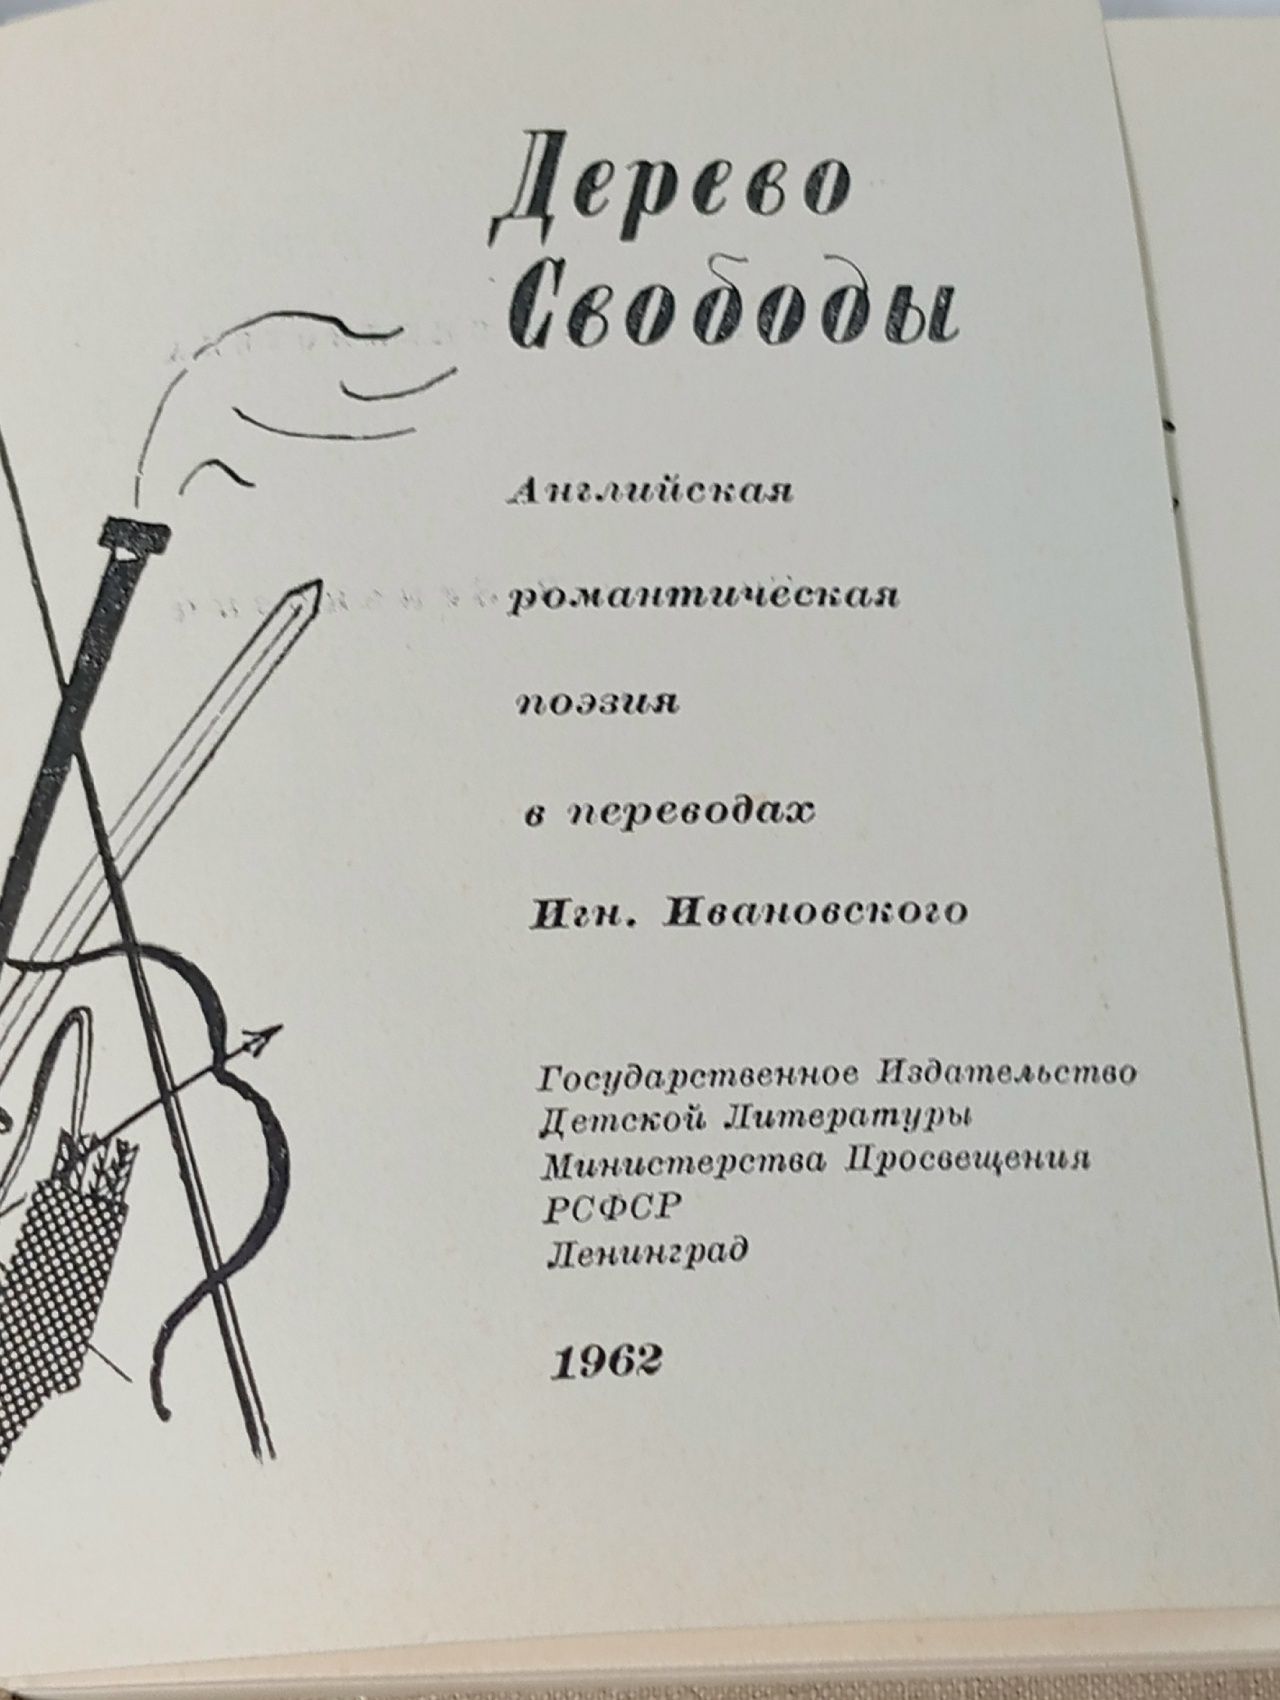 Дерево
Свободы
Английская
романтическая
поэзия
в переводах
Игн. Ивановского
Государственное Издательство
Детской Литературы
Министерства Просвещения
РСФСР
Ленинград
1962